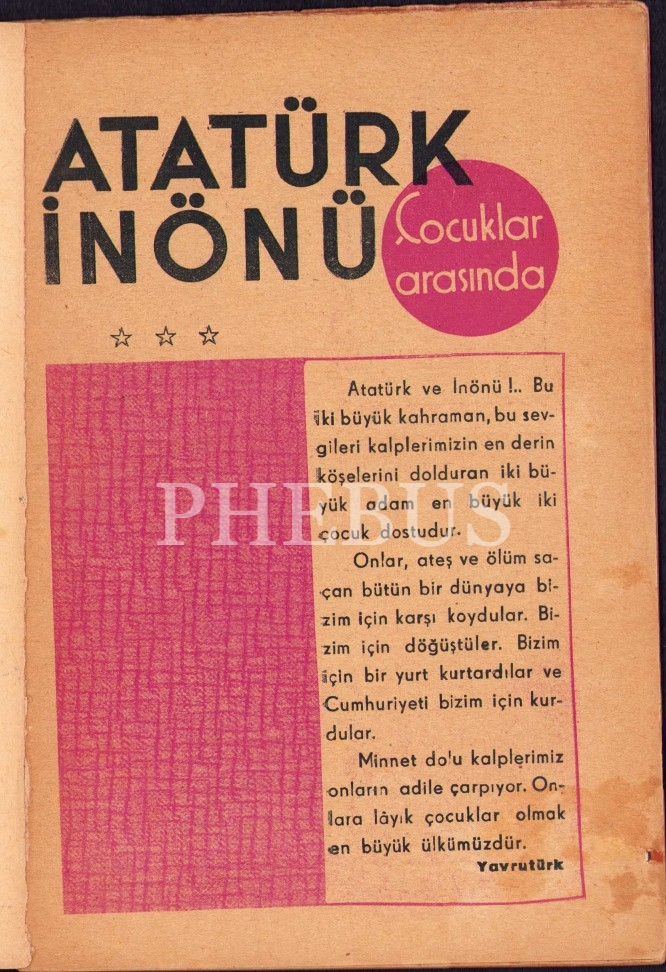 ATATÜRK
İNÖNÜ
Çocuklar
arasında
Atatürk ve İnönü!.. Bu
iki büyük kahraman, bu sev-
gileri kalplerimizin en derin
köşelerini dolduran iki bü-
yük adam en büyük iki
çocuk dostudur.
Onlar, ateş ve ölüm sa-
çan bütün bir dünyaya bi-
zim için karşı koydular. Bi-
zim için döğüştüler. Bizim
için bir yurt kurtardılar ve
Cumhuriyeti bizim için kur-
dular.
Minnet do'u kalplerimiz
onların adile çarpıyor. On-
lara lâyık çocuklar olmak
en büyük ülkümüzdür.
Yavrutürk
PHEBUS